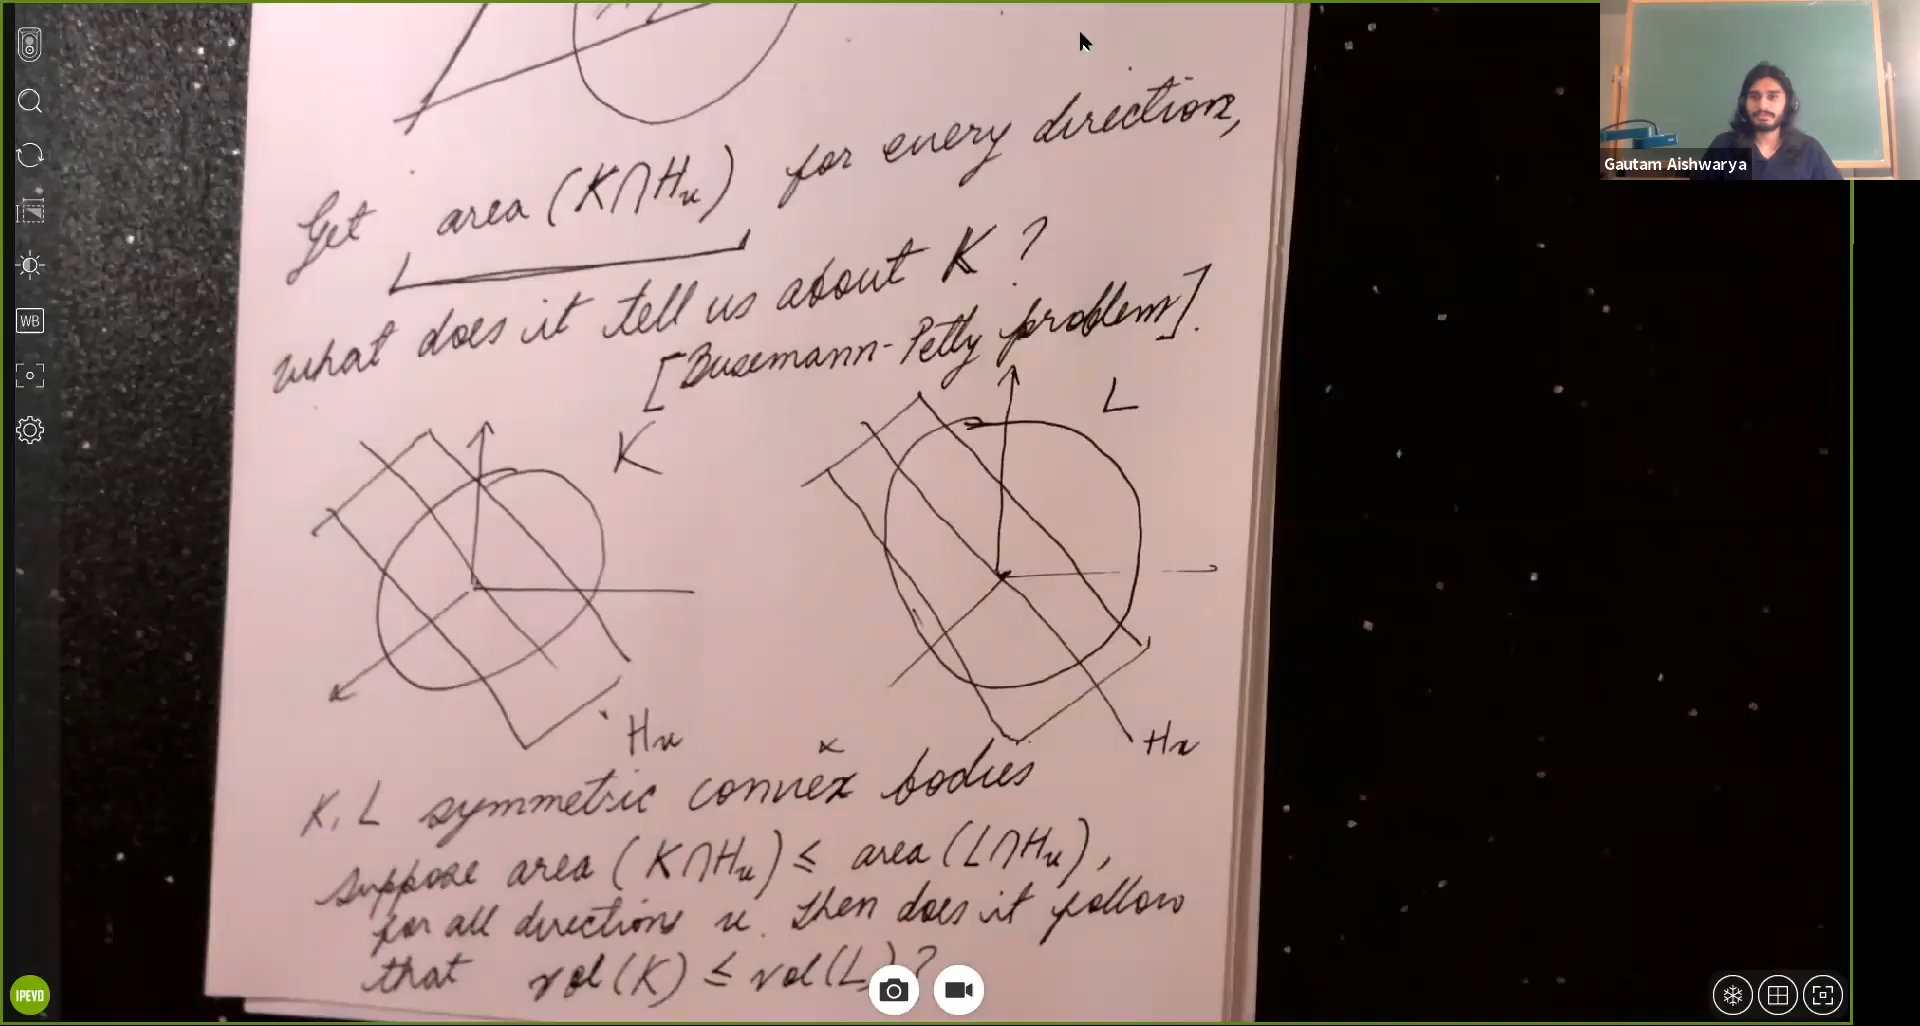 Gautam Aishwarya
Get area (K∩Hu) for every direction,
what does it tell us about K?
[Busemann-Petty problem].
K
L
Hu
Hu
K, L symmetric convex bodies
suppose area (K∩Hu) ≤ area (L∩Hu),
for all directions u. Then does it follow
that vol(K) ≤ vol(L)?
WB
IPEVO